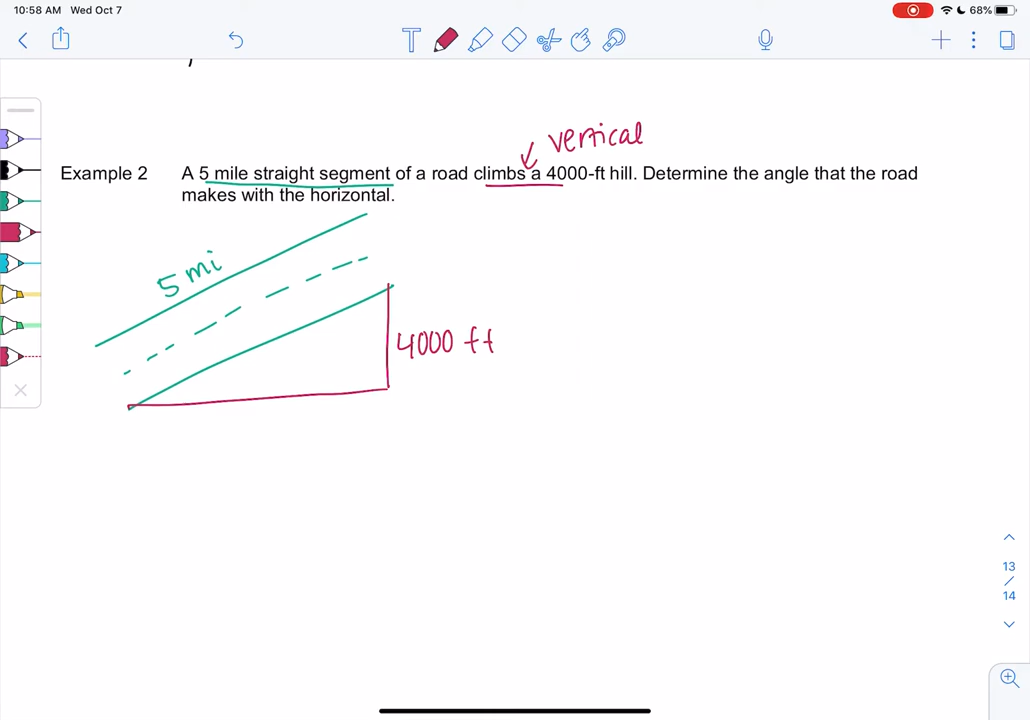 10:58 AM Wed Oct 7
68%
T
vertical
Example 2 A 5 mile straight segment of a road climbs a 4000-ft hill. Determine the angle that the road
makes with the horizontal.
5 mi
4000 ft
13
/
14